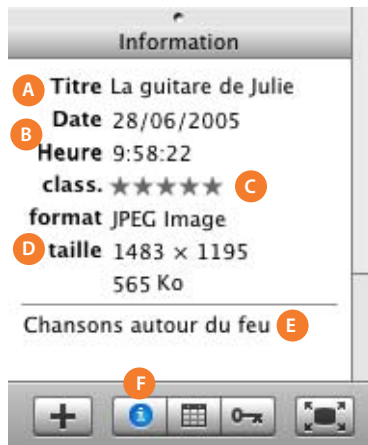 Information
A Titre La guitare de Julie
Date 28/06/2005
B
Heure 9:58:22
class. ★★★★★ C
format JPEG Image
D taille 1483 × 1195
565 Ko
Chansons autour du feu E
F